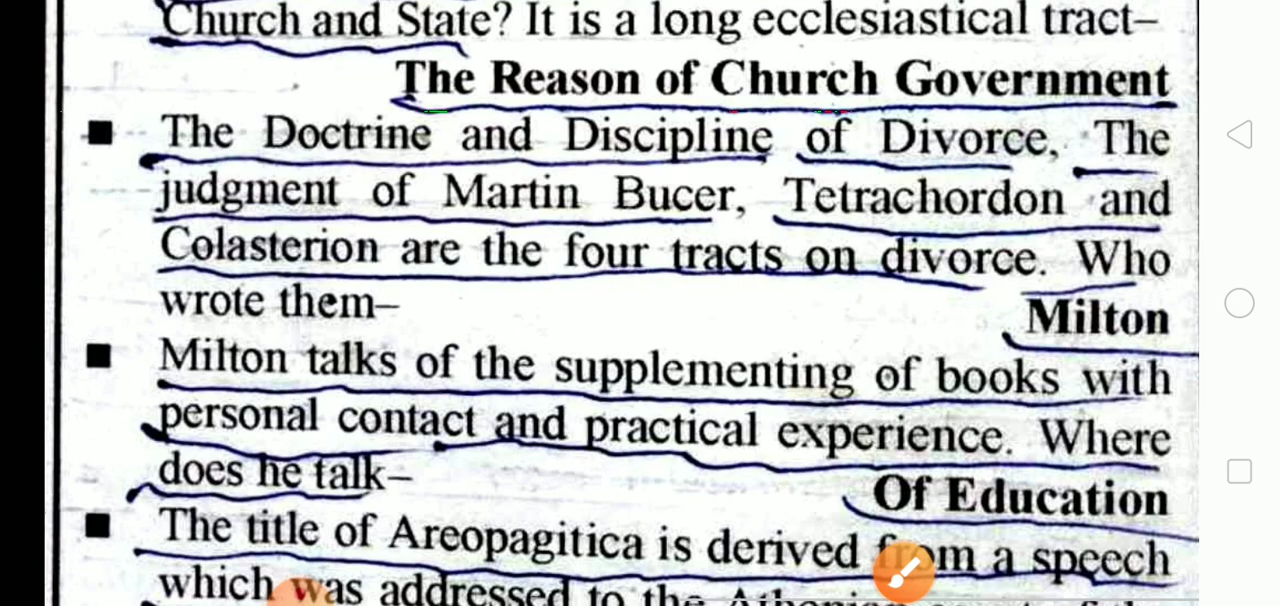 Church and State? It is a long ecclesiastical tract–
The Reason of Church Government
■ The Doctrine and Discipline of Divorce, The
judgment of Martin Bucer, Tetrachordon and
Colasterion are the four tracts on divorce. Who
wrote them–
Milton
■ Milton talks of the supplementing of books with
personal contact and practical experience. Where
does he talk–
Of Education
■ The title of Areopagitica is derived from a speech
which was addressed to the Athenian